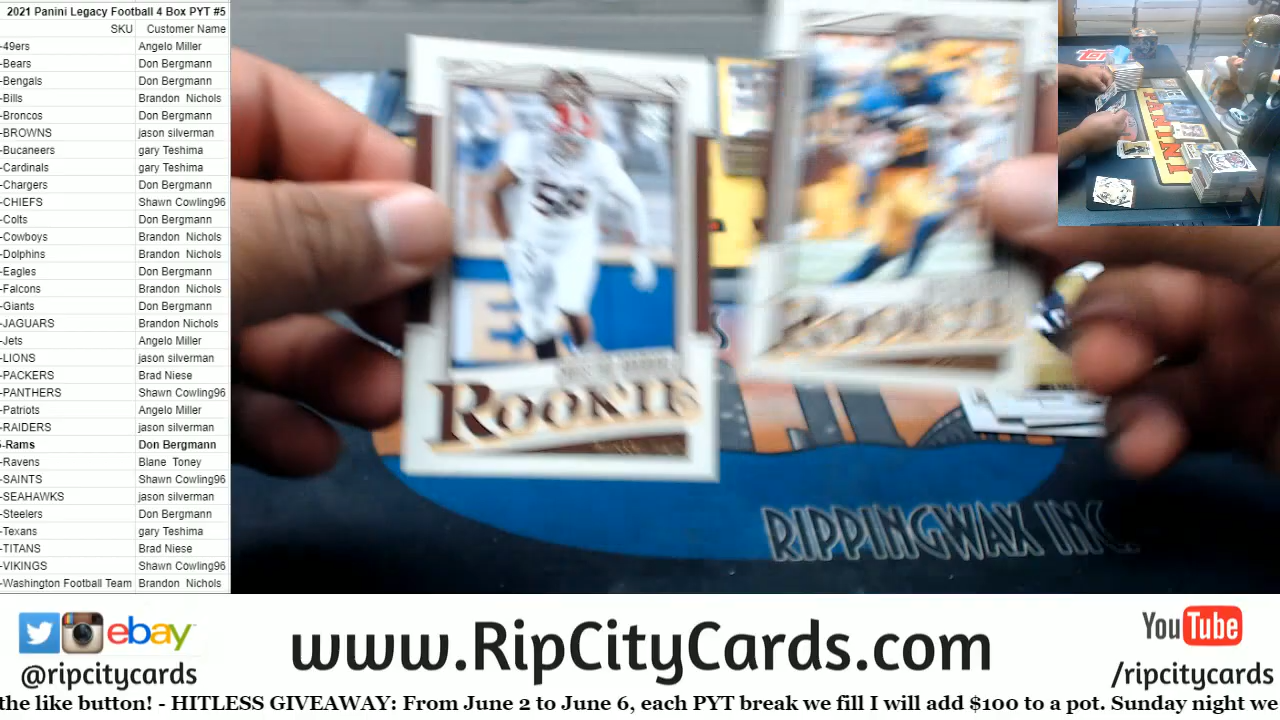 2021 Panini Legacy Football 4 Box PYT #5
SKU Customer Name
-49ers Angelo Miller
-Bears Don Bergmann
-Bengals Don Bergmann
-Bills Brandon Nichols
-Broncos Don Bergmann
-BROWNS jason silverman
-Bucaneers gary Teshima
-Cardinals gary Teshima
-Chargers Don Bergmann
-CHIEFS Shawn Cowling96
-Colts Don Bergmann
-Cowboys Brandon Nichols
-Dolphins Brandon Nichols
-Eagles Don Bergmann
-Falcons Brandon Nichols
-Giants Don Bergmann
-JAGUARS Brandon Nichols
-Jets Angelo Miller
-LIONS jason silverman
-PACKERS Brad Niese
-PANTHERS Shawn Cowling96
-Patriots Angelo Miller
-RAIDERS jason silverman
-Rams Don Bergmann
-Ravens Blane Toney
-SAINTS Shawn Cowling96
-SEAHAWKS jason silverman
-Steelers Don Bergmann
-Texans gary Teshima
-TITANS Brad Niese
-VIKINGS Shawn Cowling96
-Washington Football Team Brandon Nichols
58
ROOKIE
ROOKIE
RIPPINGWAX INC.
Topps
PANINI
ebay
@ripcitycards
www.RipCityCards.com
YouTube
/ripcitycards
the like button! - HITLESS GIVEAWAY: From June 2 to June 6, each PYT break we fill I will add $100 to a pot. Sunday night we